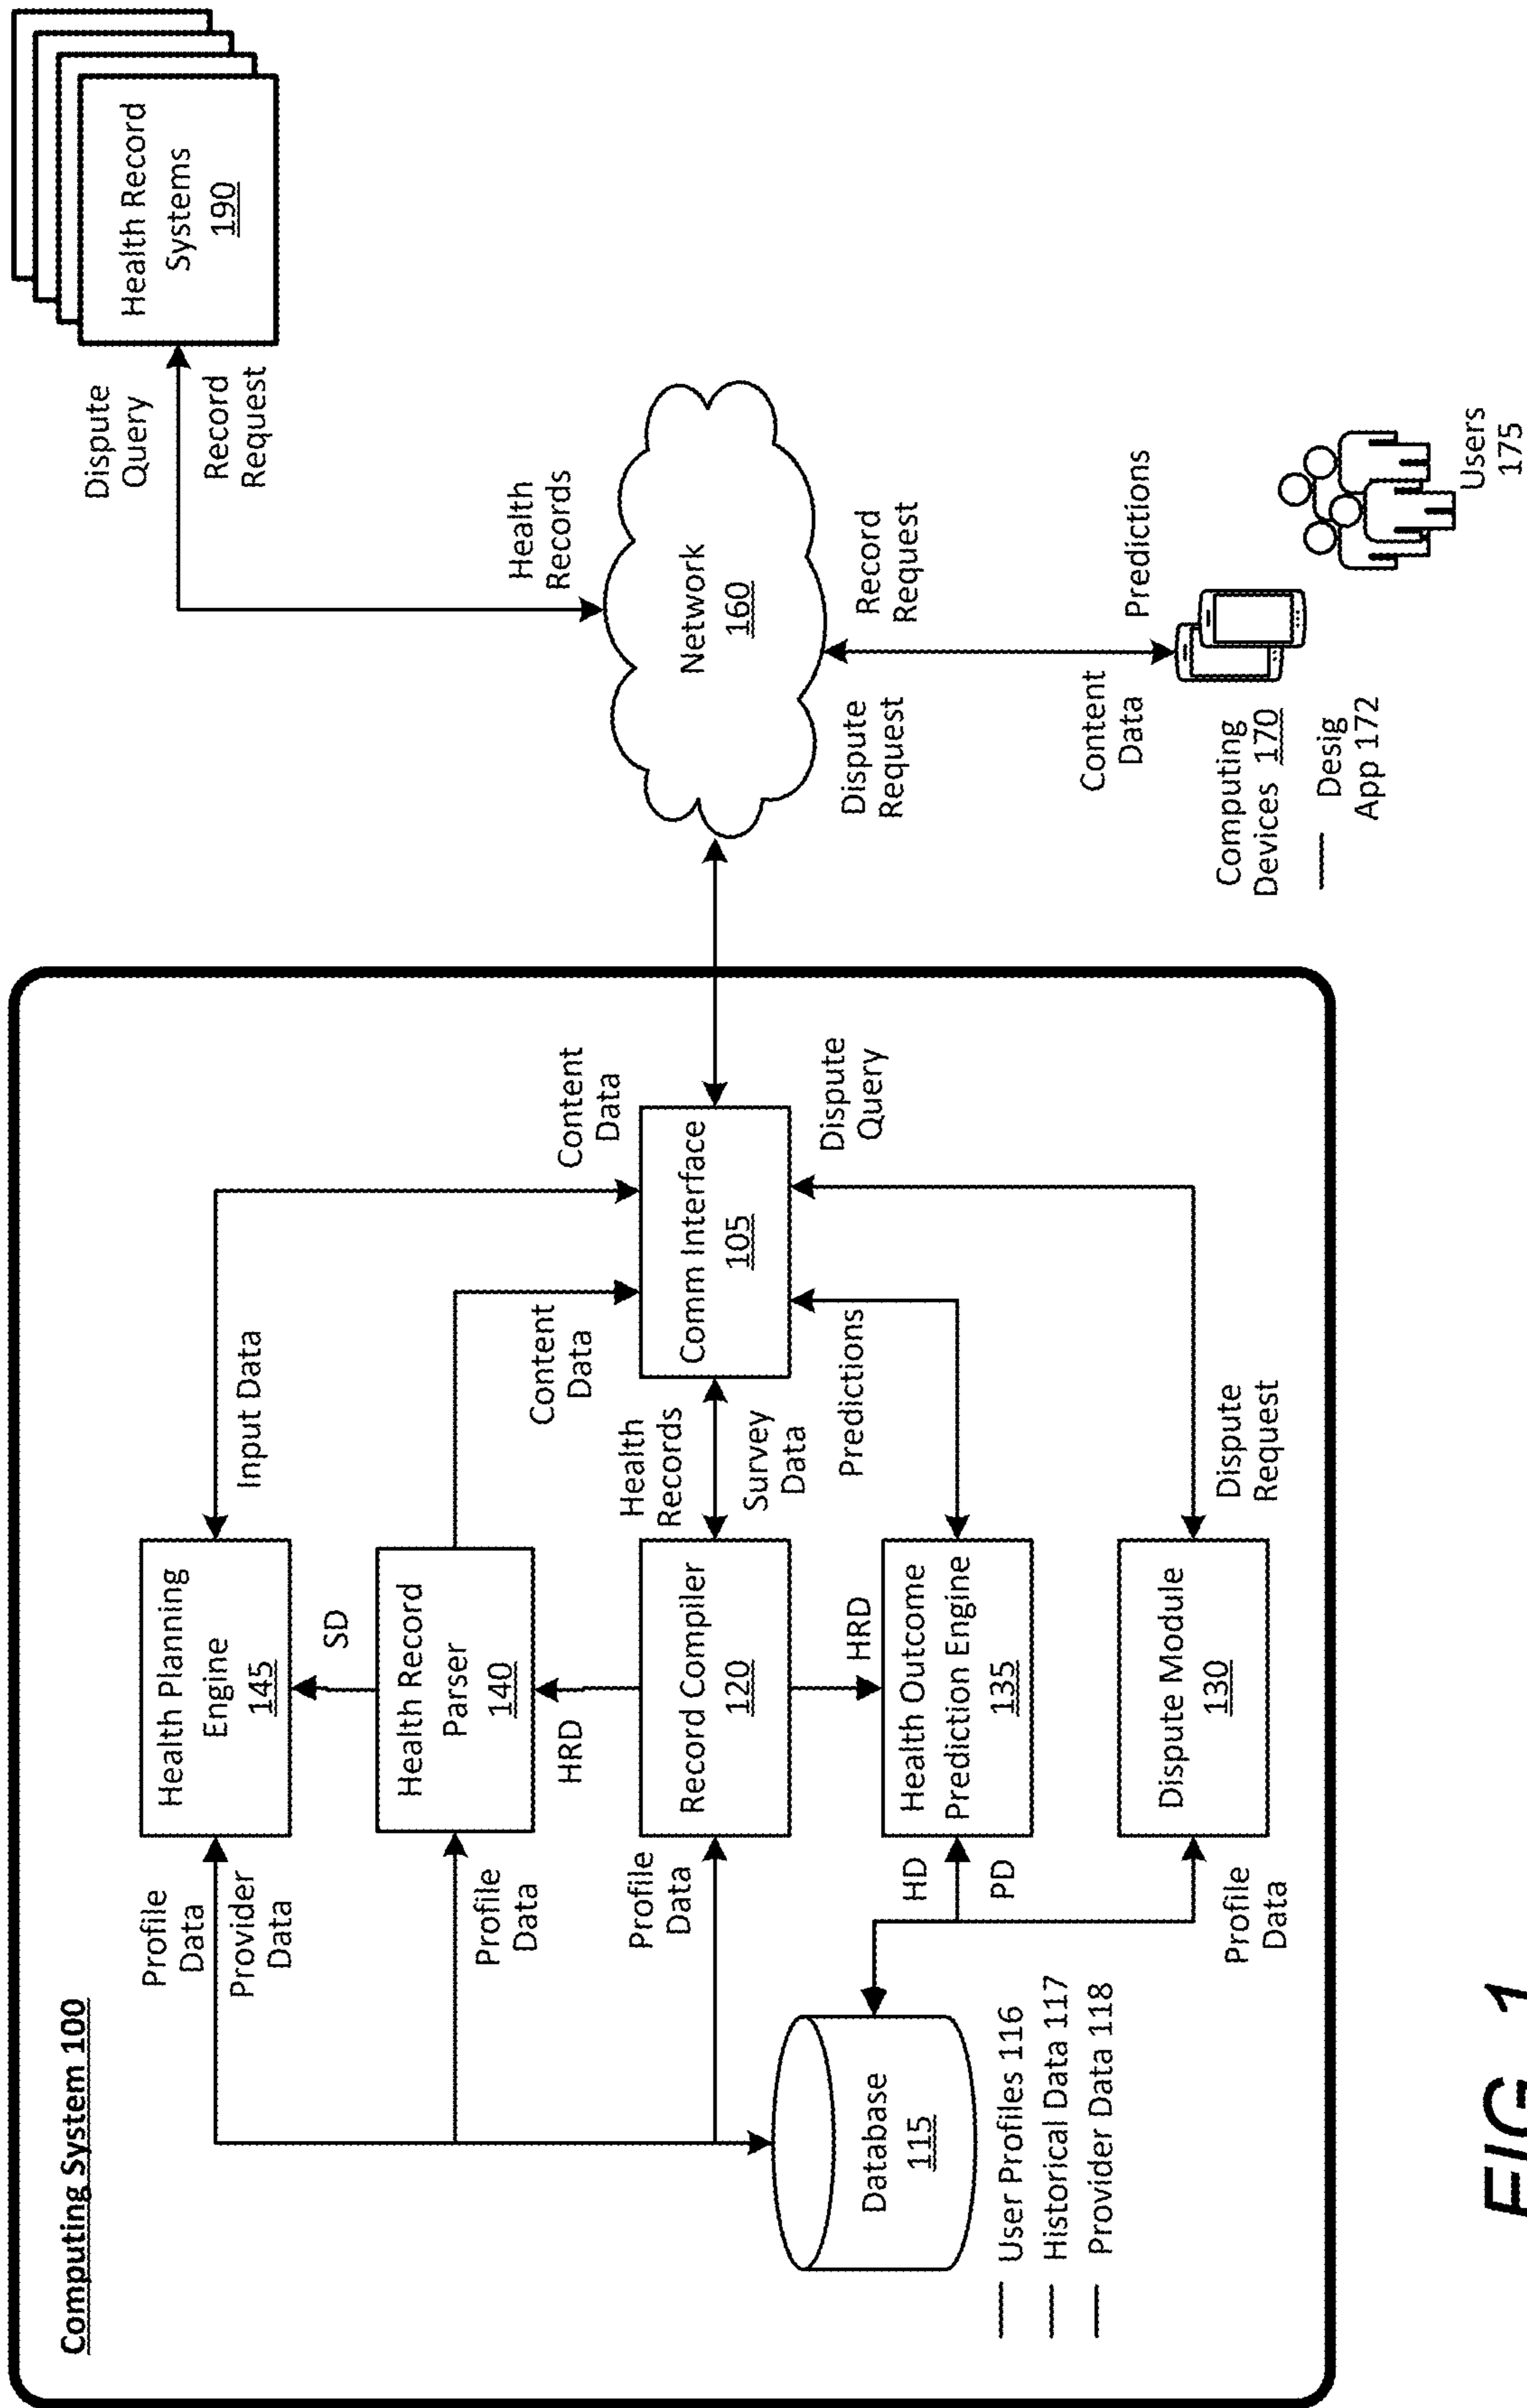 Computing System 100
Profile
Data
Provider
Data
Health Planning
Engine
145
Input Data
Content
Data
SD
Profile
Data
Health Record
Parser
140
Content
Data
HRD
Profile
Data
Record Compiler
120
Health
Records
Survey
Data
Comm Interface
105
HRD
Database
115
User Profiles 116
Historical Data 117
Provider Data 118
HD
PD
Health Outcome
Prediction Engine
135
Predictions
Dispute
Query
Profile
Data
Dispute Module
130
Dispute
Request
Dispute
Query
Record
Request
Health Record
Systems
190
Health
Records
Network
160
Dispute
Request
Record
Request
Content
Data
Predictions
Computing
Devices 170
Desig
App 172
Users
175
FIG. 1